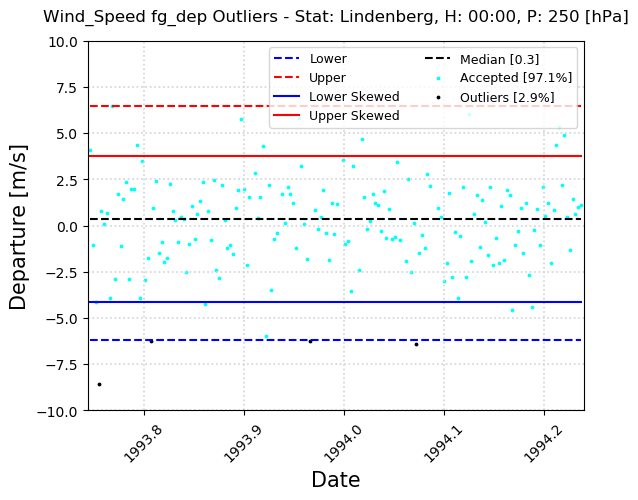 Wind_Speed fg_dep Outliers - Stat: Lindenberg, H: 00:00, P: 250 [hPa]
Lower
Upper
Lower Skewed
Upper Skewed
Median [0.3]
Accepted [97.1%]
Outliers [2.9%]
Departure [m/s]
10.0
7.5
5.0
2.5
0.0
−2.5
−5.0
−7.5
−10.0
1993.8
1993.9
1994.0
1994.1
1994.2
Date